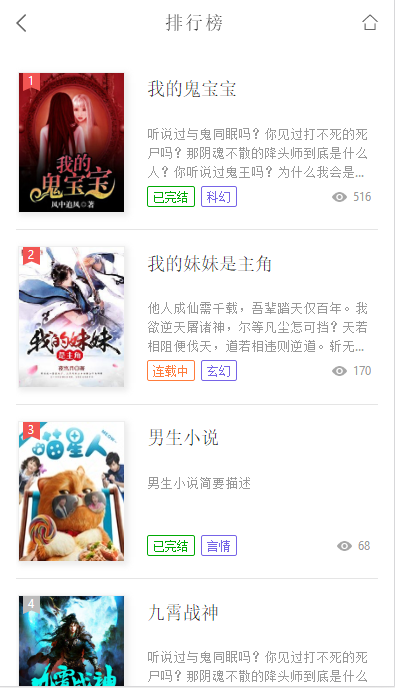 排行榜
1
我的
鬼宝宝
风中追风◎著
我的鬼宝宝
听说过与鬼同眠吗？你见过打不死的死
尸吗？那阴魂不散的降头师到底是什么
人？你听说过鬼王吗？为什么我会是...
已完结 科幻 516
2
我的妹妹
是主角
我的妹妹是主角
他人成仙需千载，吾辈踏天仅百年。我
欲逆天屠诸神，尔等凡尘怎可挡？天若
相阻便伐天，道若相违则逆道。斩无...
连载中 玄幻 170
3
喵星人
男生小说
男生小说简要描述
已完结 言情 68
4
九霄战神
九霄战神
听说过与鬼同眠吗？你见过打不死的死
尸吗？那阴魂不散的降头师到底是什么